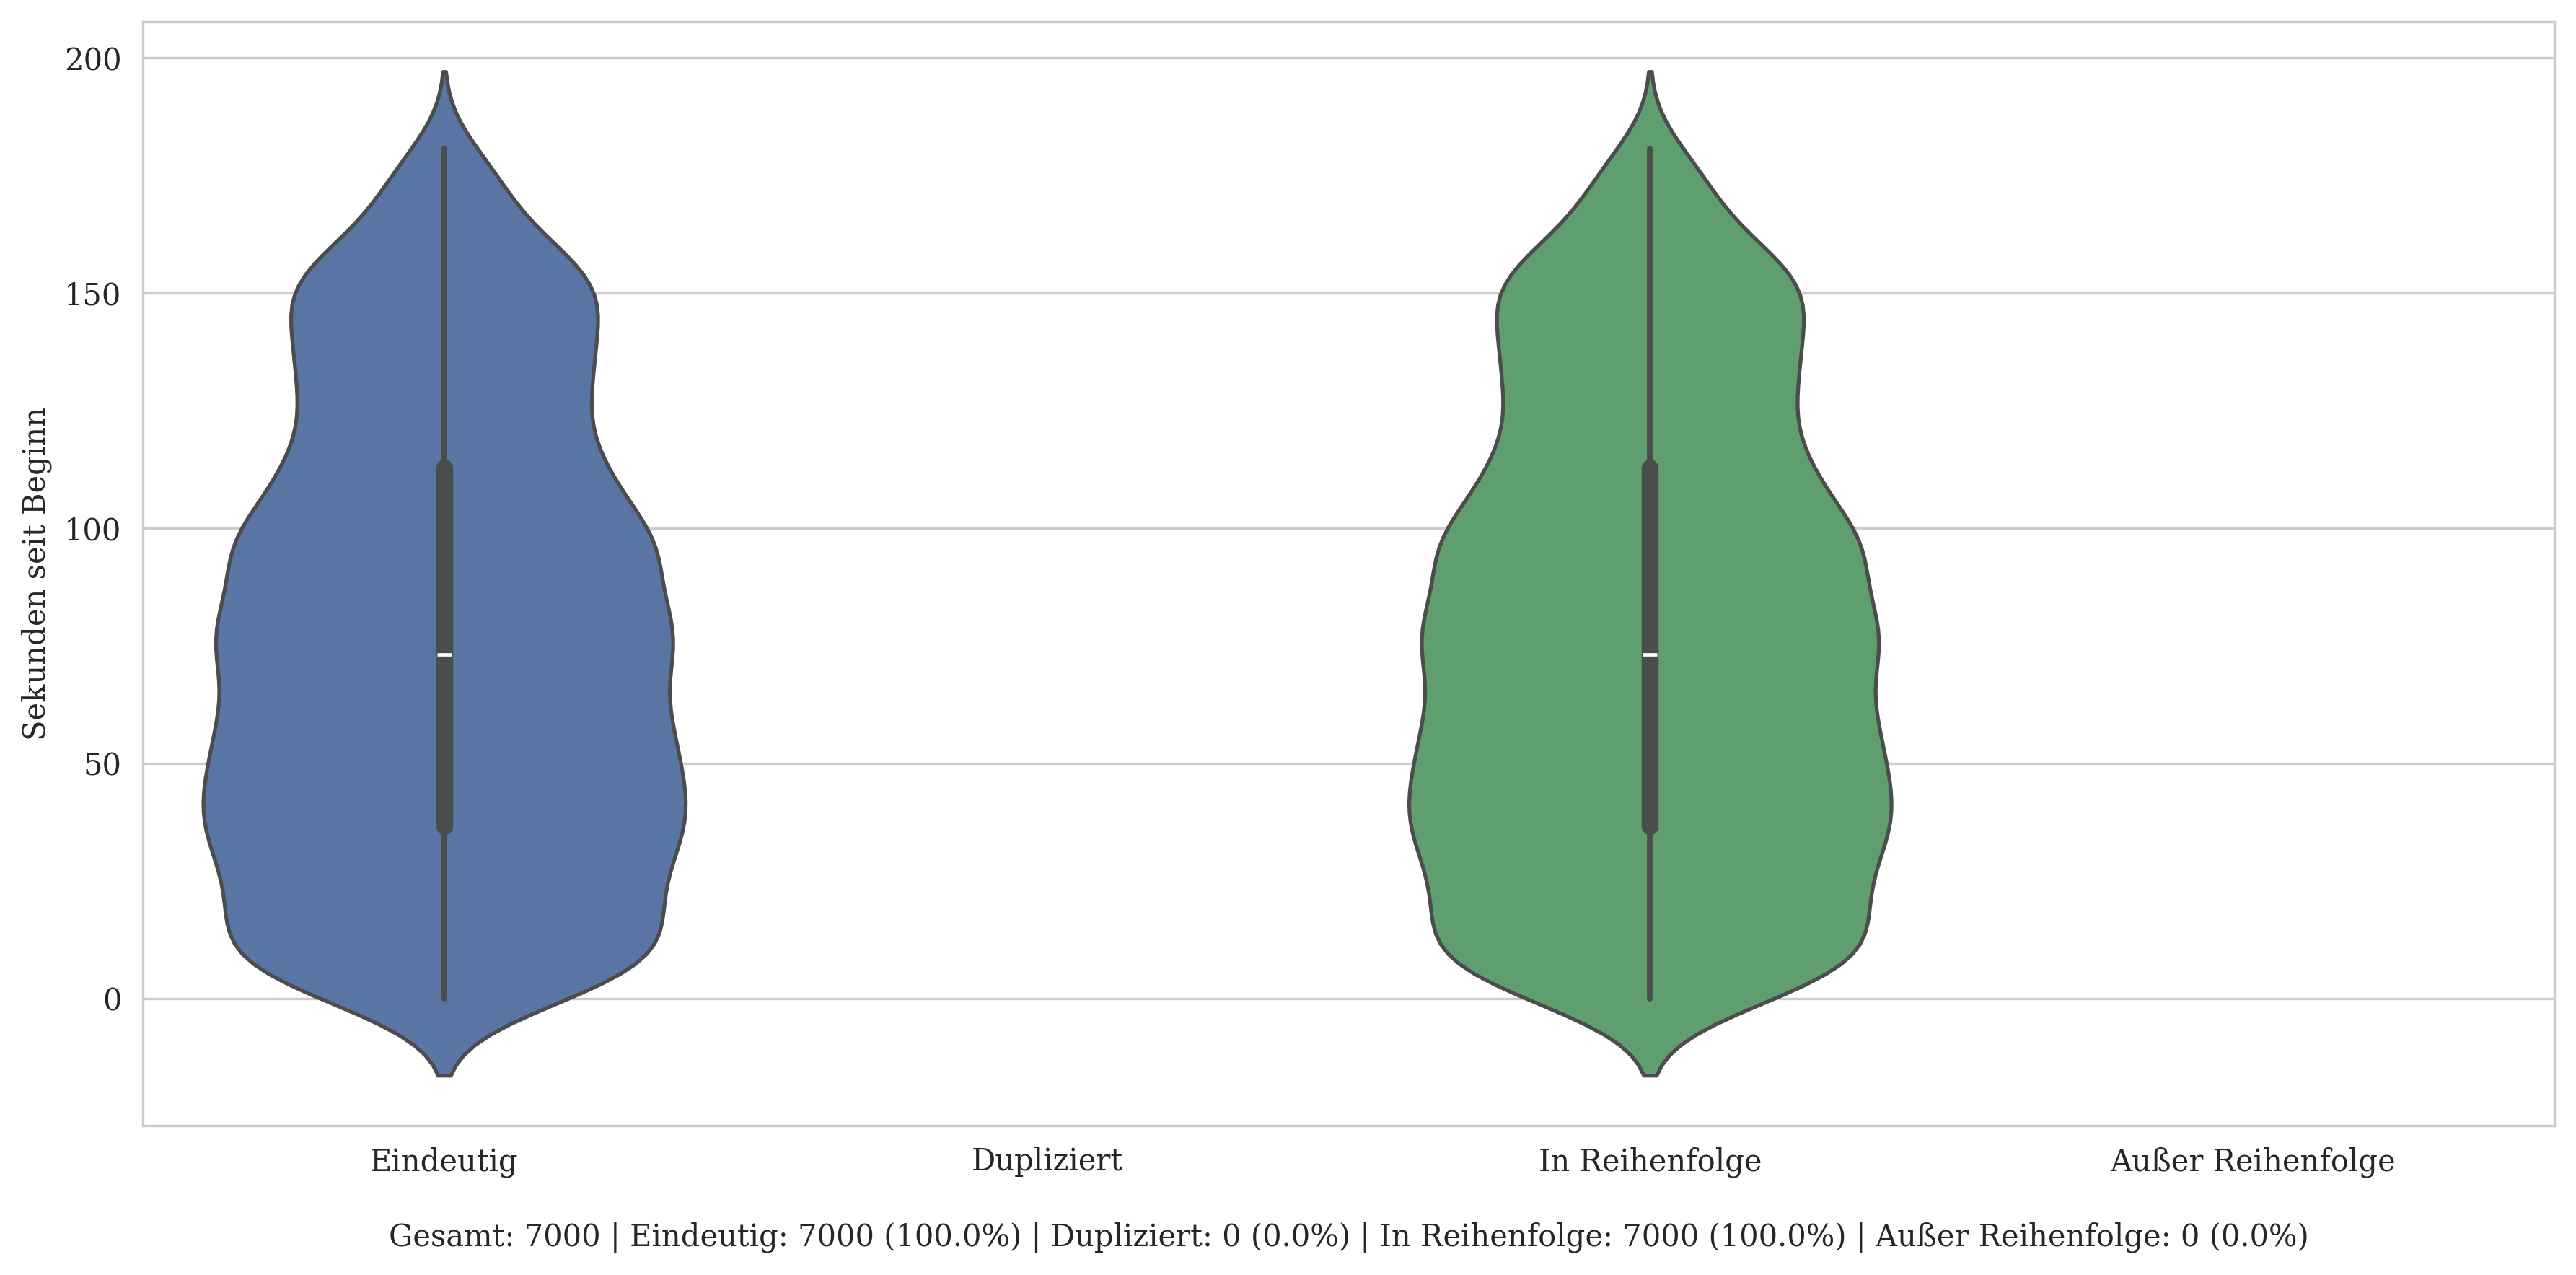 200
150
100
50
0
Sekunden seit Beginn
Eindeutig Dupliziert In Reihenfolge Außer Reihenfolge
Gesamt: 7000 | Eindeutig: 7000 (100.0%) | Dupliziert: 0 (0.0%) | In Reihenfolge: 7000 (100.0%) | Außer Reihenfolge: 0 (0.0%)